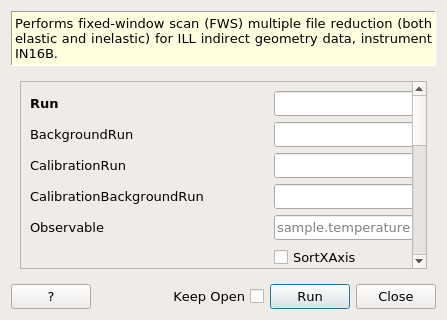 Performs fixed-window scan (FWS) multiple file reduction (both
elastic and inelastic) for ILL indirect geometry data, instrument
IN16B.
Run
BackgroundRun
CalibrationRun
CalibrationBackgroundRun
Observable sample.temperature
SortXAxis
? Keep Open Run Close